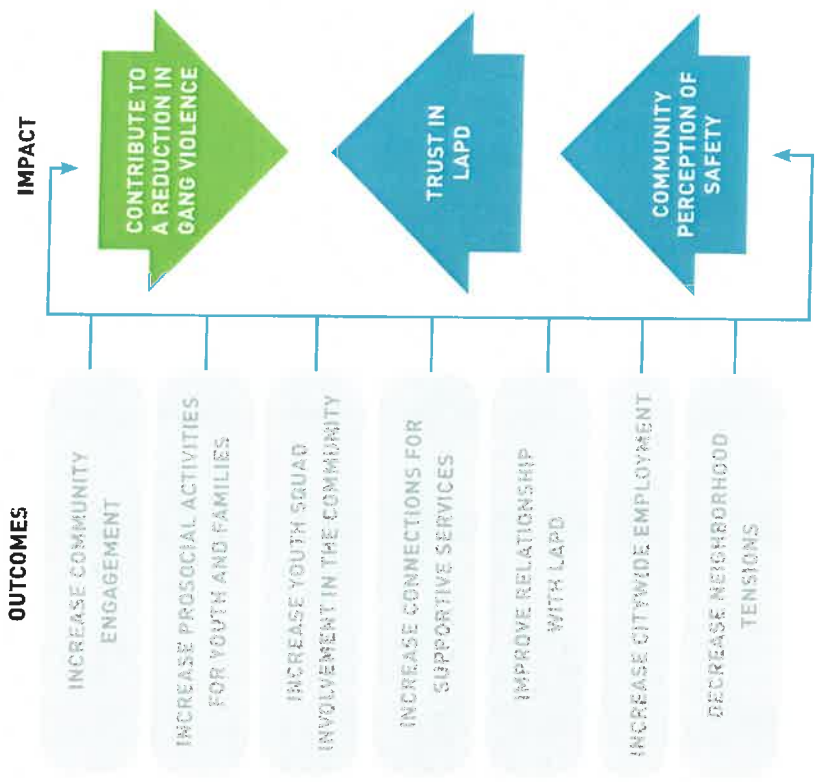 OUTCOMES
INCREASE COMMUNITY
ENGAGEMENT
INCREASE PROSOCIAL ACTIVITIES
FOR YOUTH AND FAMILIES
INCREASE YOUTH SQUAD
INVOLVEMENT IN THE COMMUNITY
INCREASE CONNECTIONS FOR
SUPPORTIVE SERVICES
IMPROVE RELATIONSHIP
WITH LAPD
INCREASE CITYWIDE EMPLOYMENT
DECREASE NEIGHBORHOOD
TENSIONS
IMPACT
CONTRIBUTE TO
A REDUCTION IN
GANG VIOLENCE
TRUST IN
LAPD
COMMUNITY
PERCEPTION OF
SAFETY